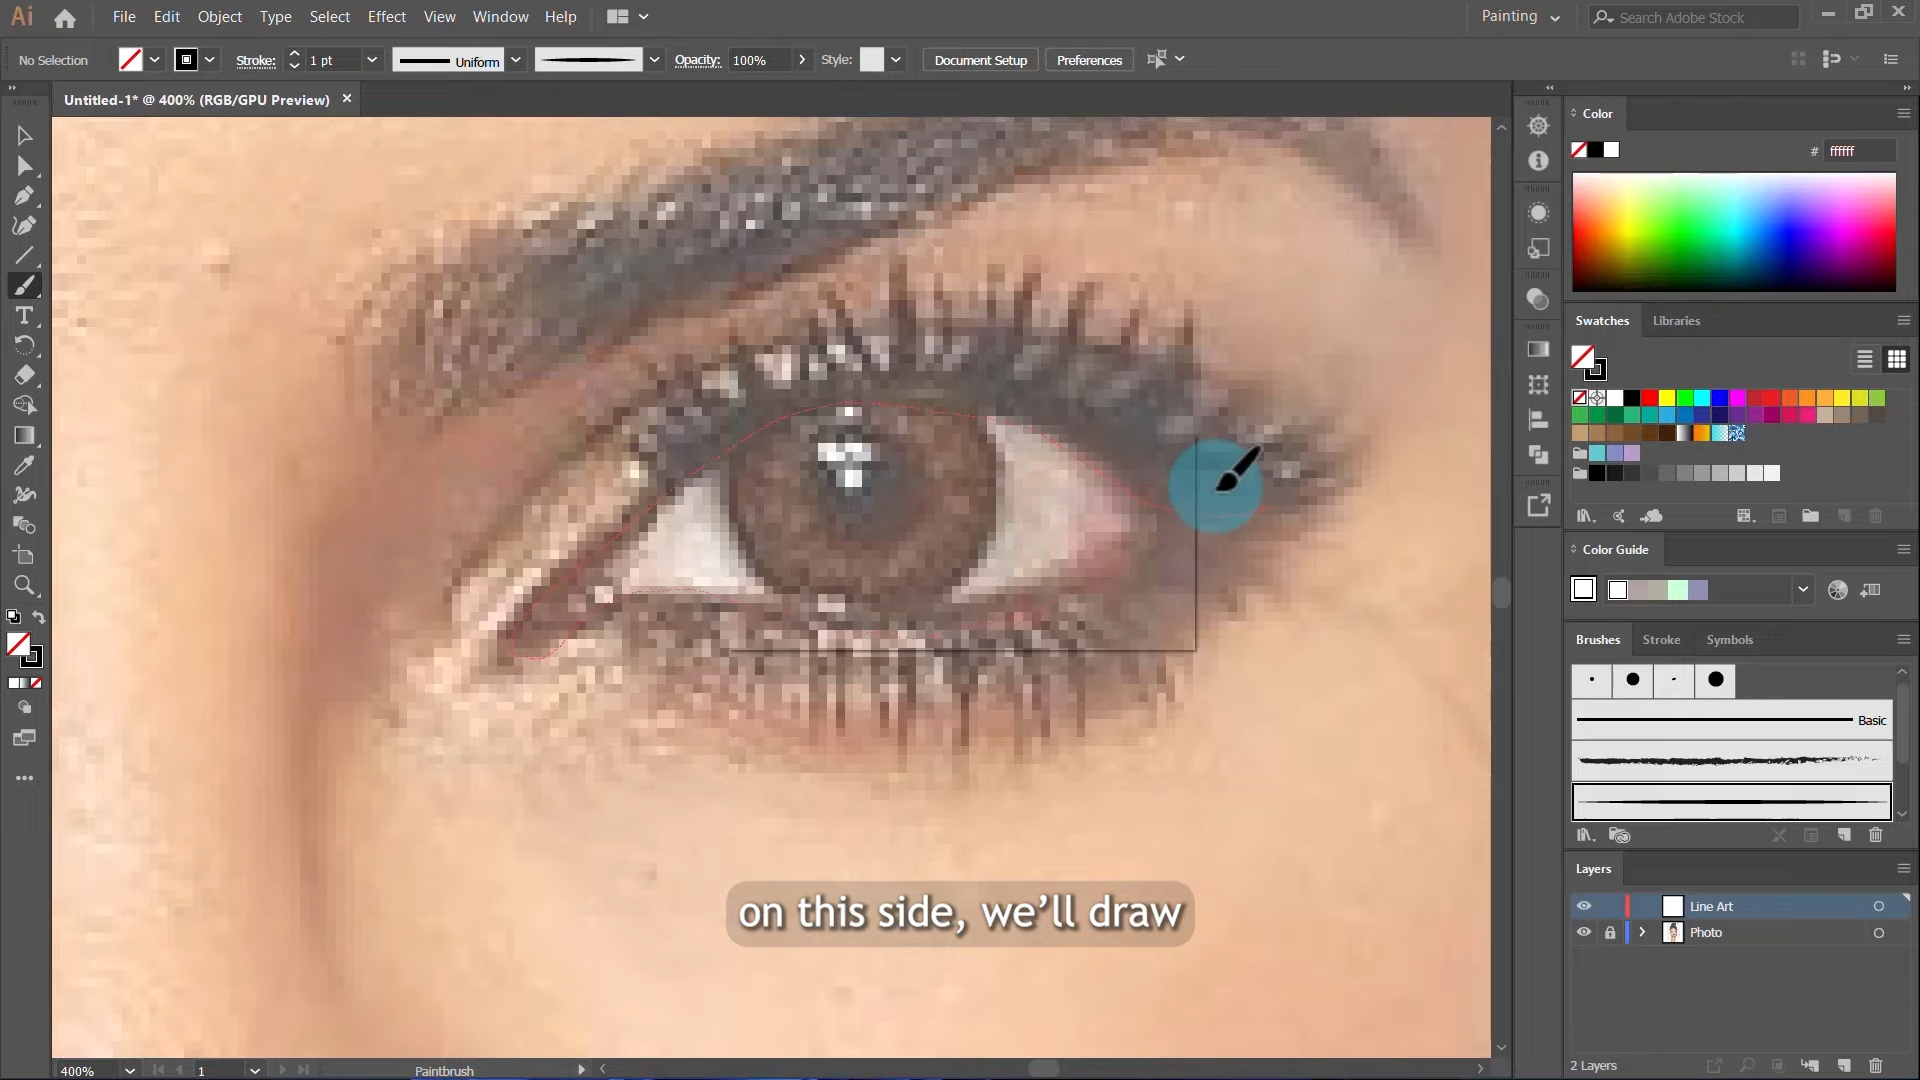 Ai File Edit Object Type Select Effect View Window Help Painting Search Adobe Stock
No Selection Stroke: 1 pt Uniform Opacity: 100% Style: Document Setup Preferences
Untitled-1* @ 400% (RGB/GPU Preview)
Color
# ffffff
Swatches Libraries
Color Guide
Brushes Stroke Symbols
Basic
Layers
Line Art
Photo
on this side, we’ll draw
2 Layers
400% 1 Paintbrush